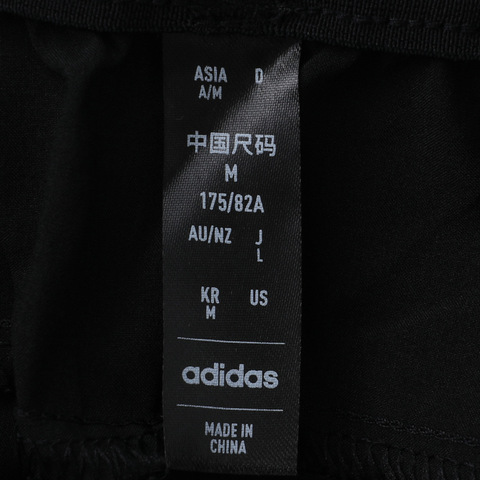 ASIA D
A/M
中国尺码
M
175/82A
AU/NZ J
L
KR US
M
adidas
MADE IN
CHINA